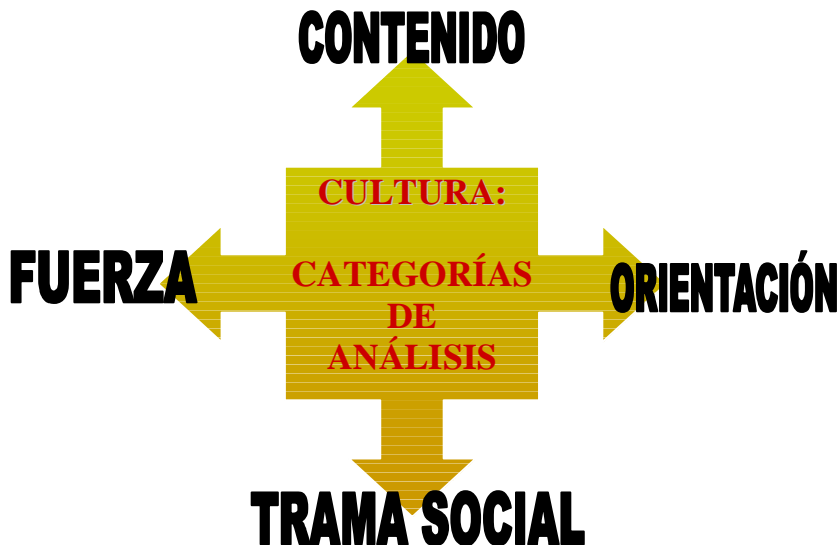 CONTENIDO
CULTURA:
CATEGORÍAS
DE
ANÁLISIS
FUERZA
ORIENTACIÓN
TRAMA SOCIAL